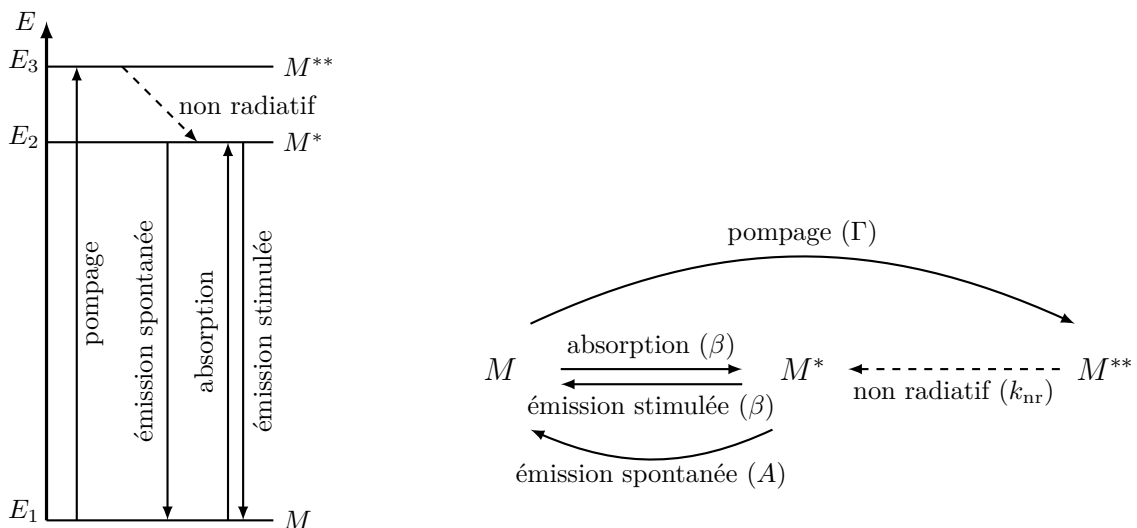 E
E₃
M**
non radiatif
E₂
M*
pompage
émission spontanée
absorption
émission stimulée
E₁
M
pompage (Γ)
absorption (β)
M
M*
M**
émission stimulée (β)
non radiatif (k_nr)
émission spontanée (A)